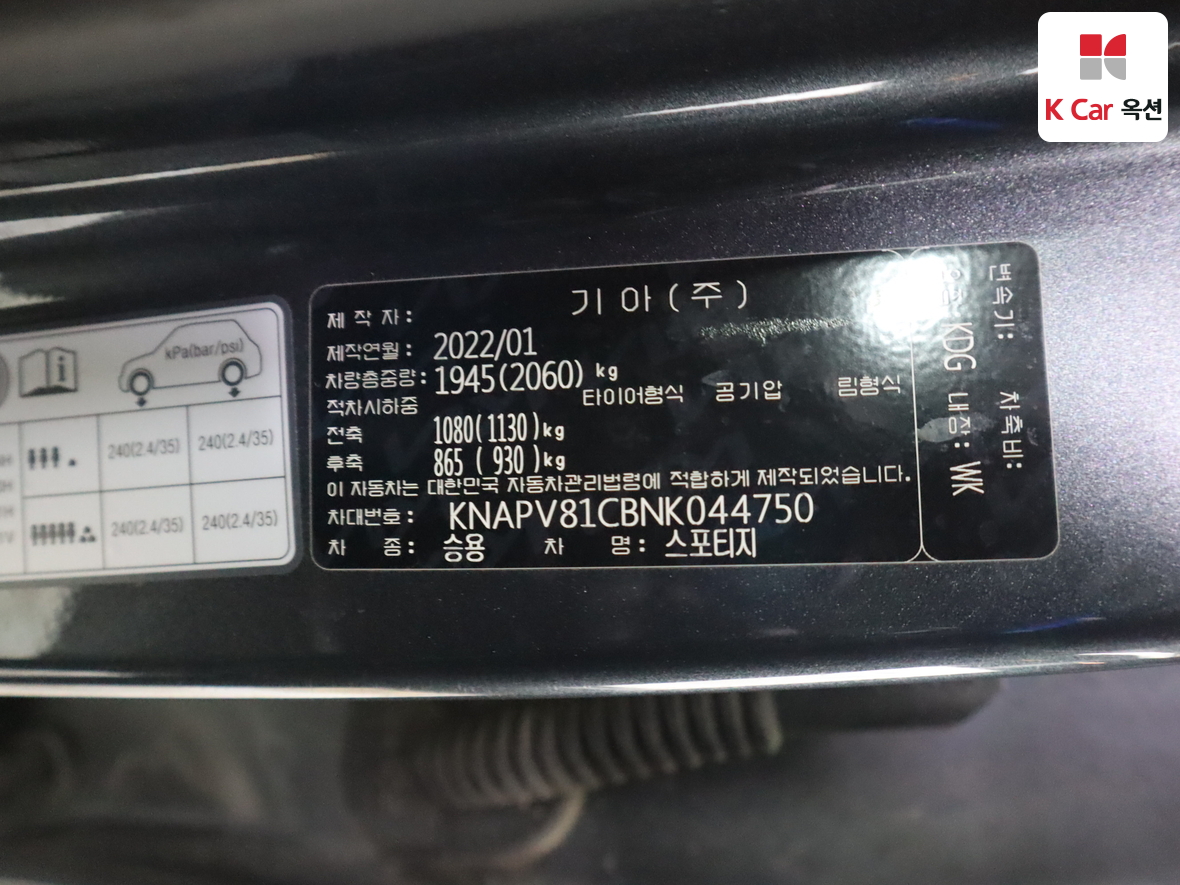 K Car 옥션
kPa(bar/psi)
240(2.4/35) 240(2.4/35)
240(2.4/35) 240(2.4/35)
제 작 자 : 기 아 ( 주 )
제작연월 : 2022/01
차량총중량 : 1945(2060) kg
적차시하중 타이어형식 공기압 림형식
전축 1080( 1130 )kg
후축 865 ( 930 )kg
이 자동차는 대한민국 자동차관리법령에 적합하게 제작되었습니다.
차대번호 : KNAPV81CBNK044750
차 종: 승용 차 명: 스포티지
변속기: 차축비:
KDG 내장: WK